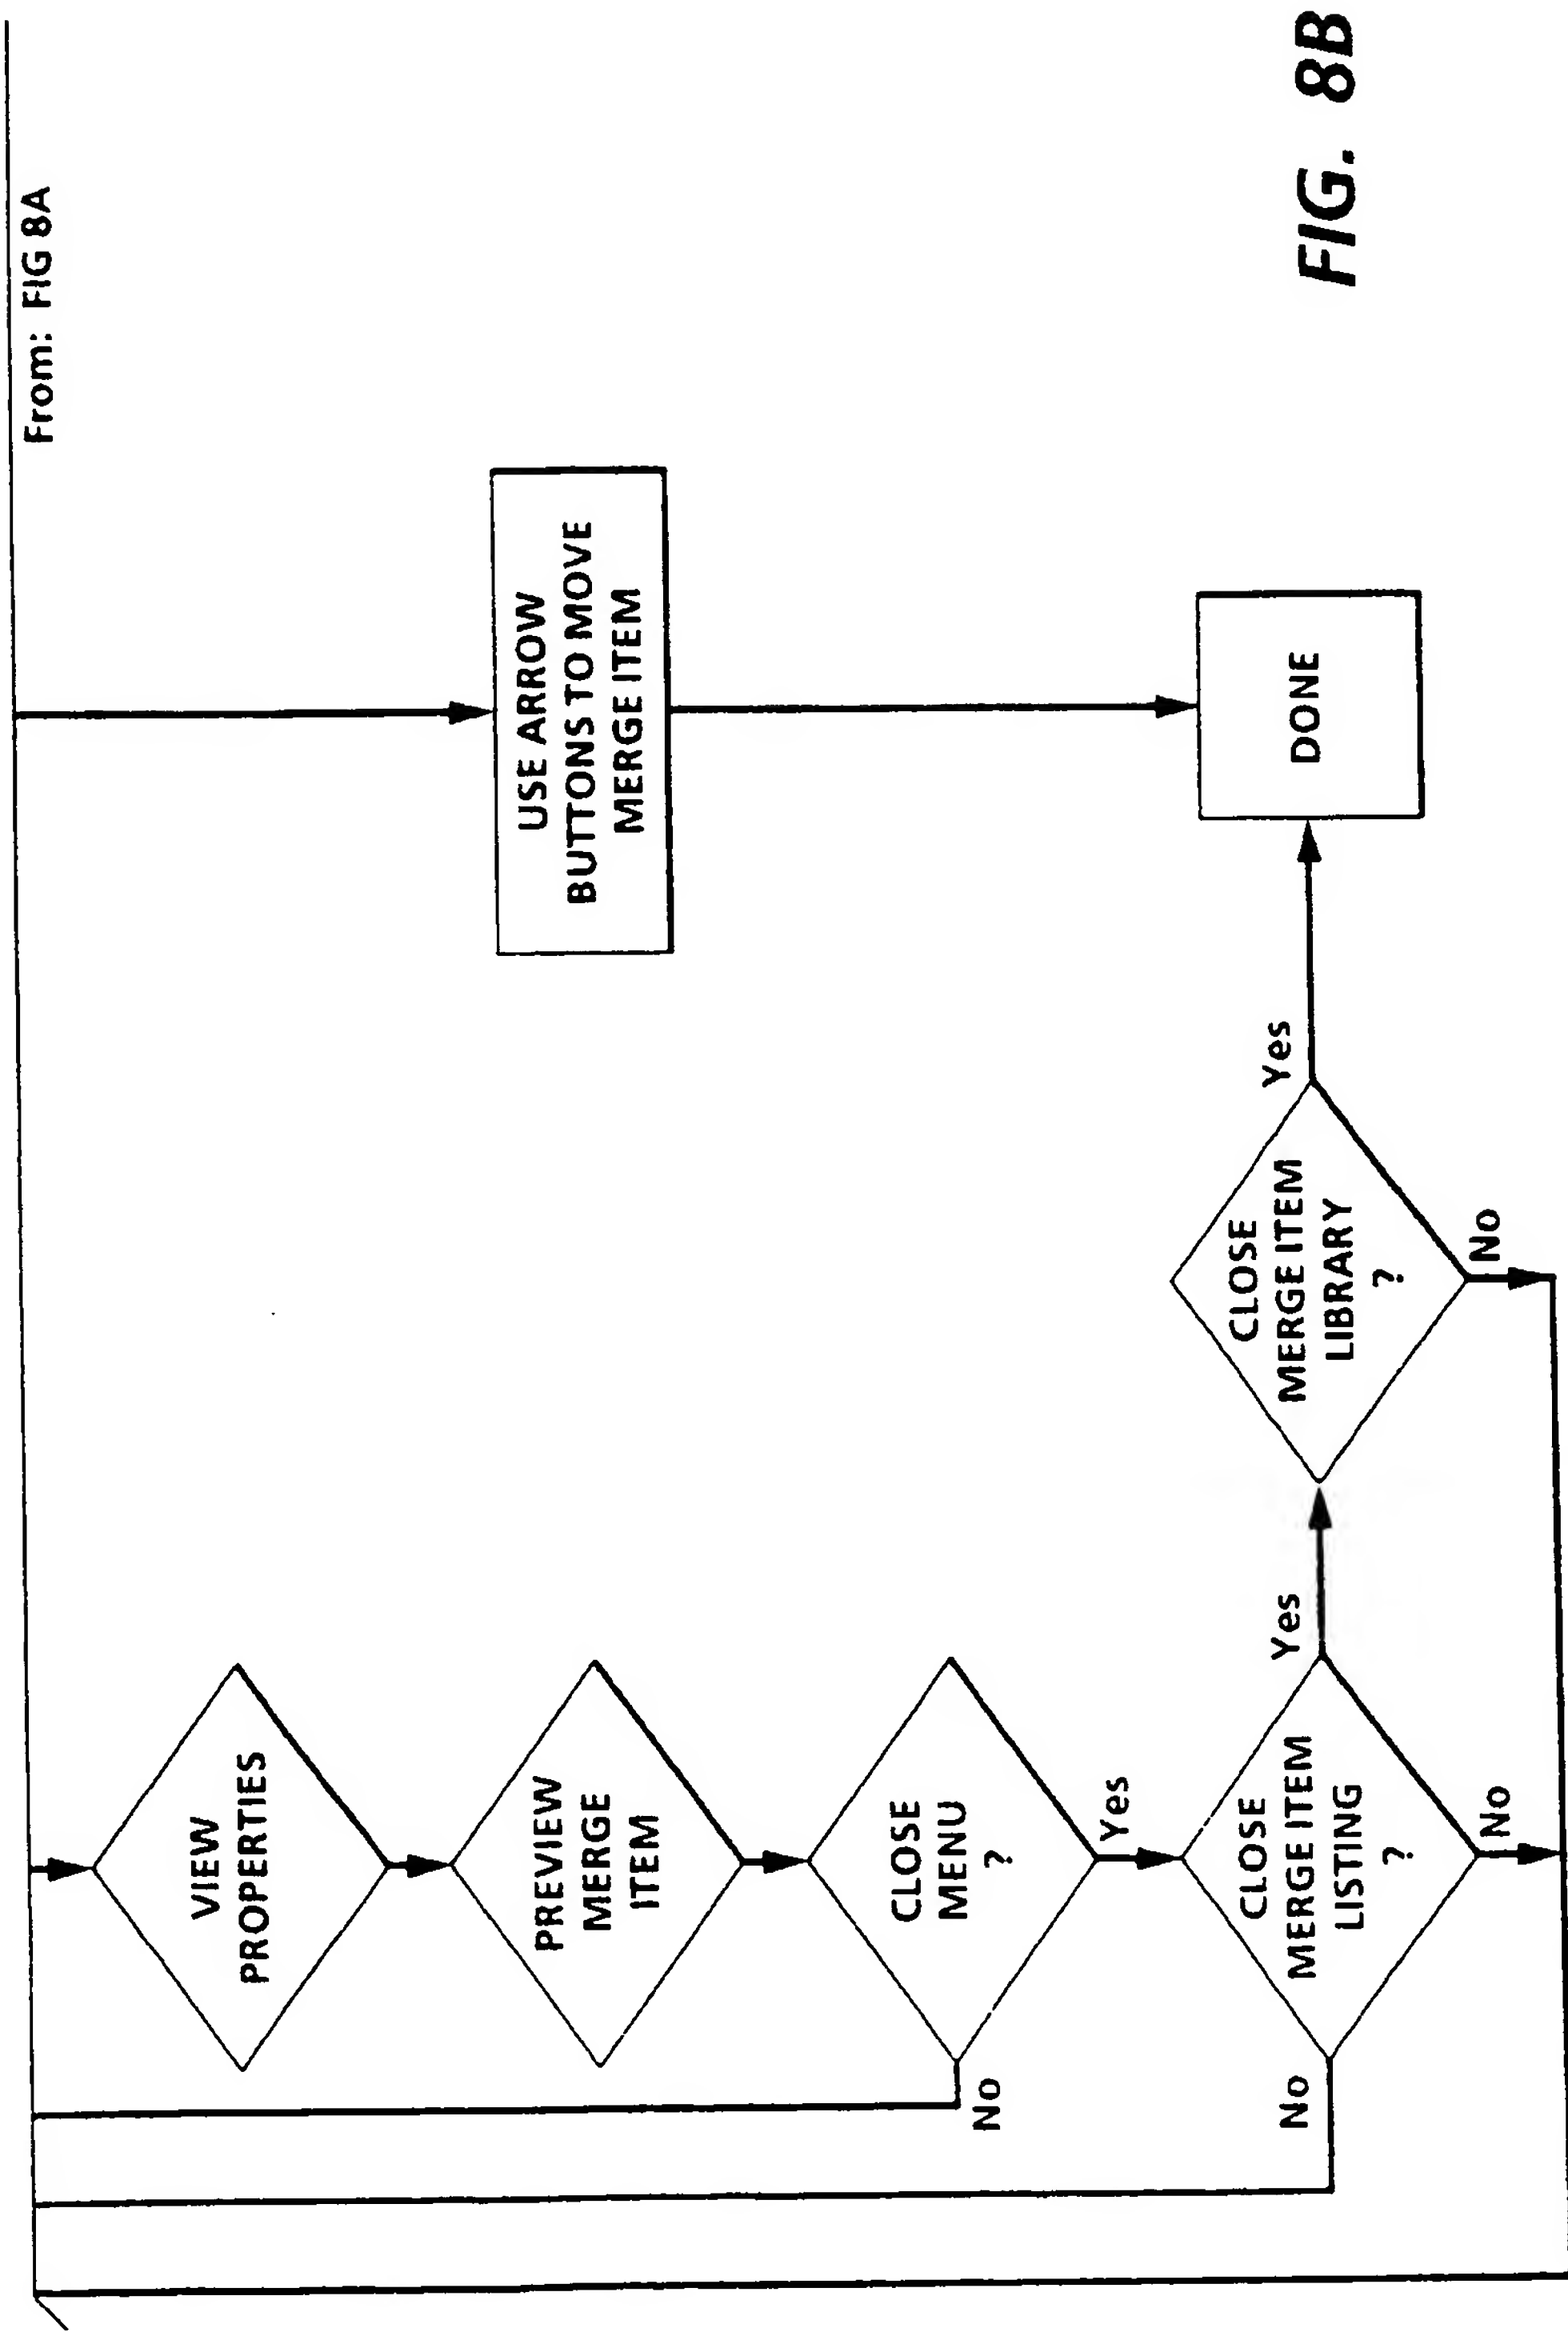 From: FIG 8A
VIEW
PROPERTIES
PREVIEW
MERGE
ITEM
CLOSE
MENU
?
No
Yes
CLOSE
MERGE ITEM
LISTING
?
No
No
Yes
CLOSE
MERGE ITEM
LIBRARY
?
No
Yes
USE ARROW
BUTTONS TO MOVE
MERGE ITEM
DONE
FIG. 8B